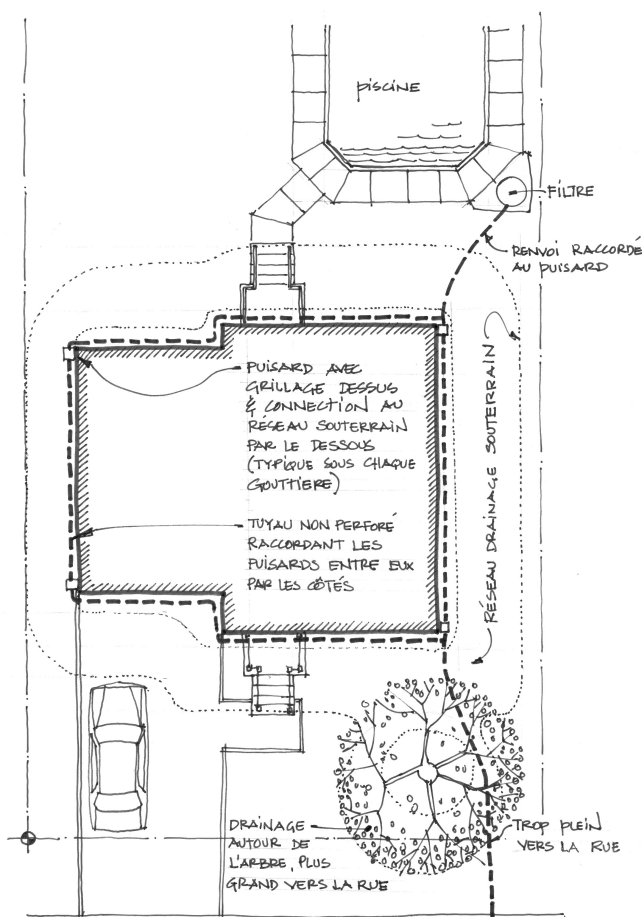 PISCINE
FILTRE
RENVOI RACCORDÉ
AU PUISARD
RÉSEAU DRAINAGE SOUTERRAIN
PUISARD AVEC
GRILLAGE DESSUS
& CONNECTION AU
RÉSEAU SOUTERRAIN
PAR LE DESSOUS
(TYPIQUE SOUS CHAQUE
GOUTTIERE)
TUYAU NON PERFORÉ
RACCORDANT LES
PUISARDS ENTRE EUX
PAR LES CÔTÉS
DRAINAGE
AUTOUR DE
L'ARBRE, PLUS
GRAND VERS LA RUE
TROP PLEIN
VERS LA RUE